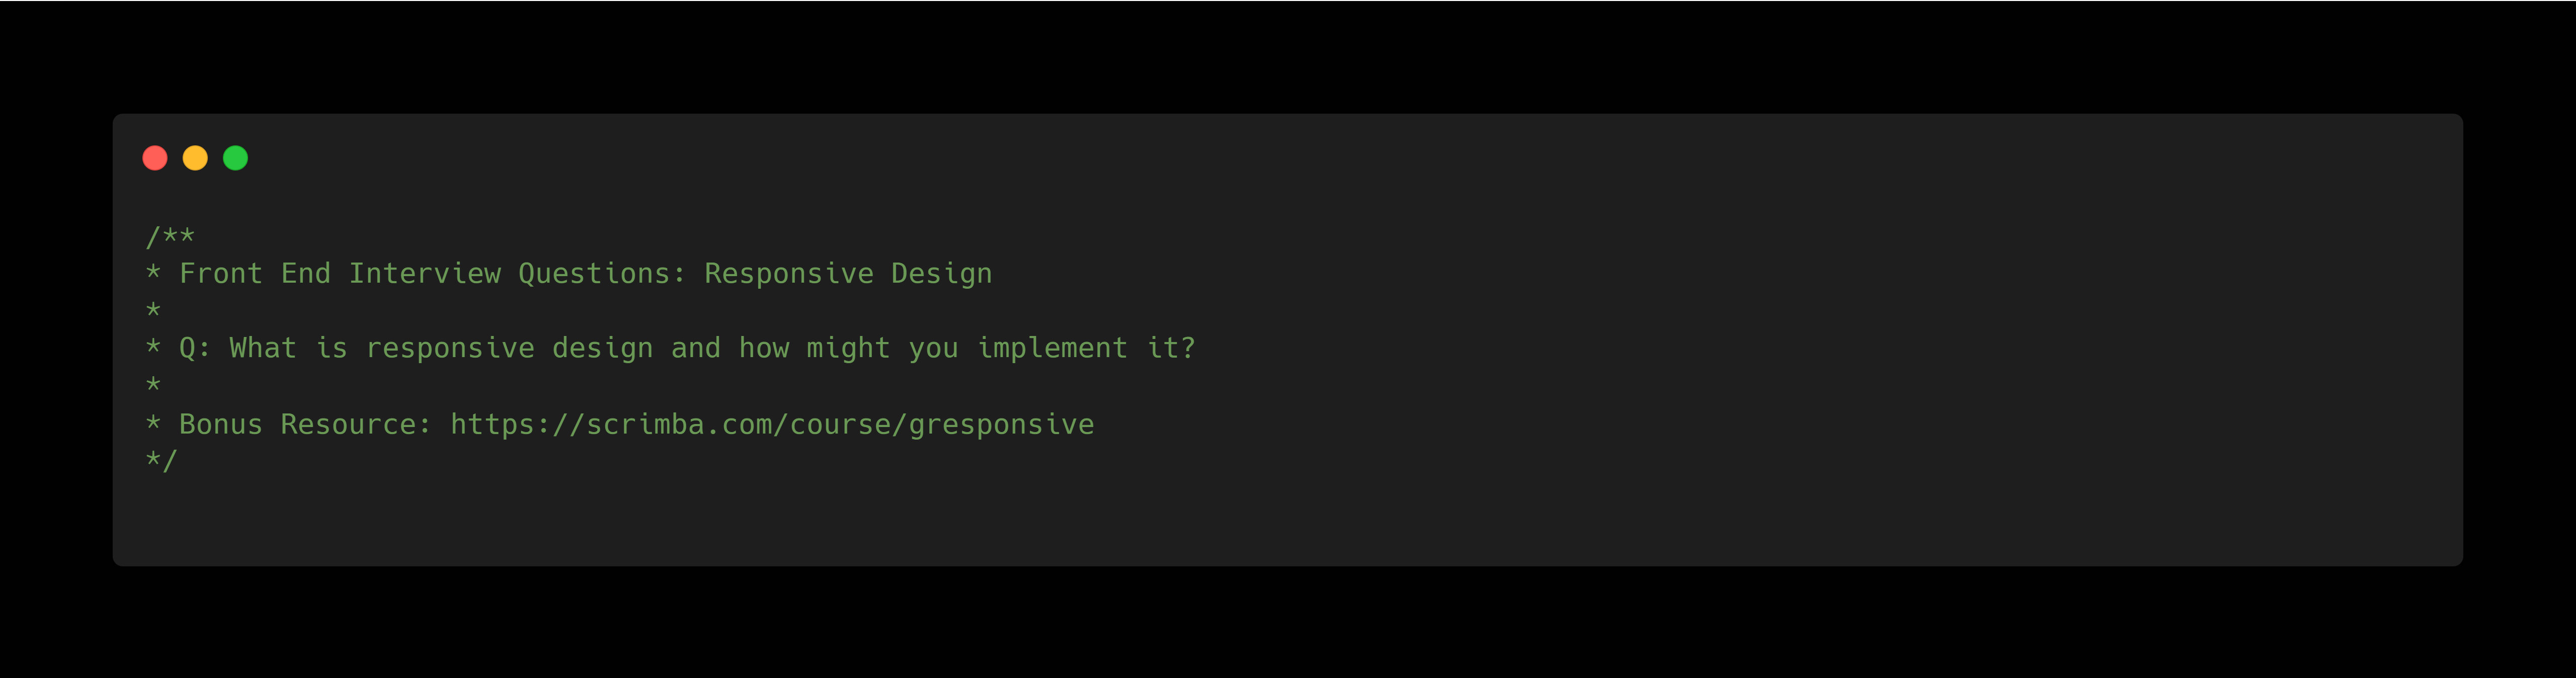 /**
* Front End Interview Questions: Responsive Design
*
* Q: What is responsive design and how might you implement it?
*
* Bonus Resource: https://scrimba.com/course/gresponsive
*/